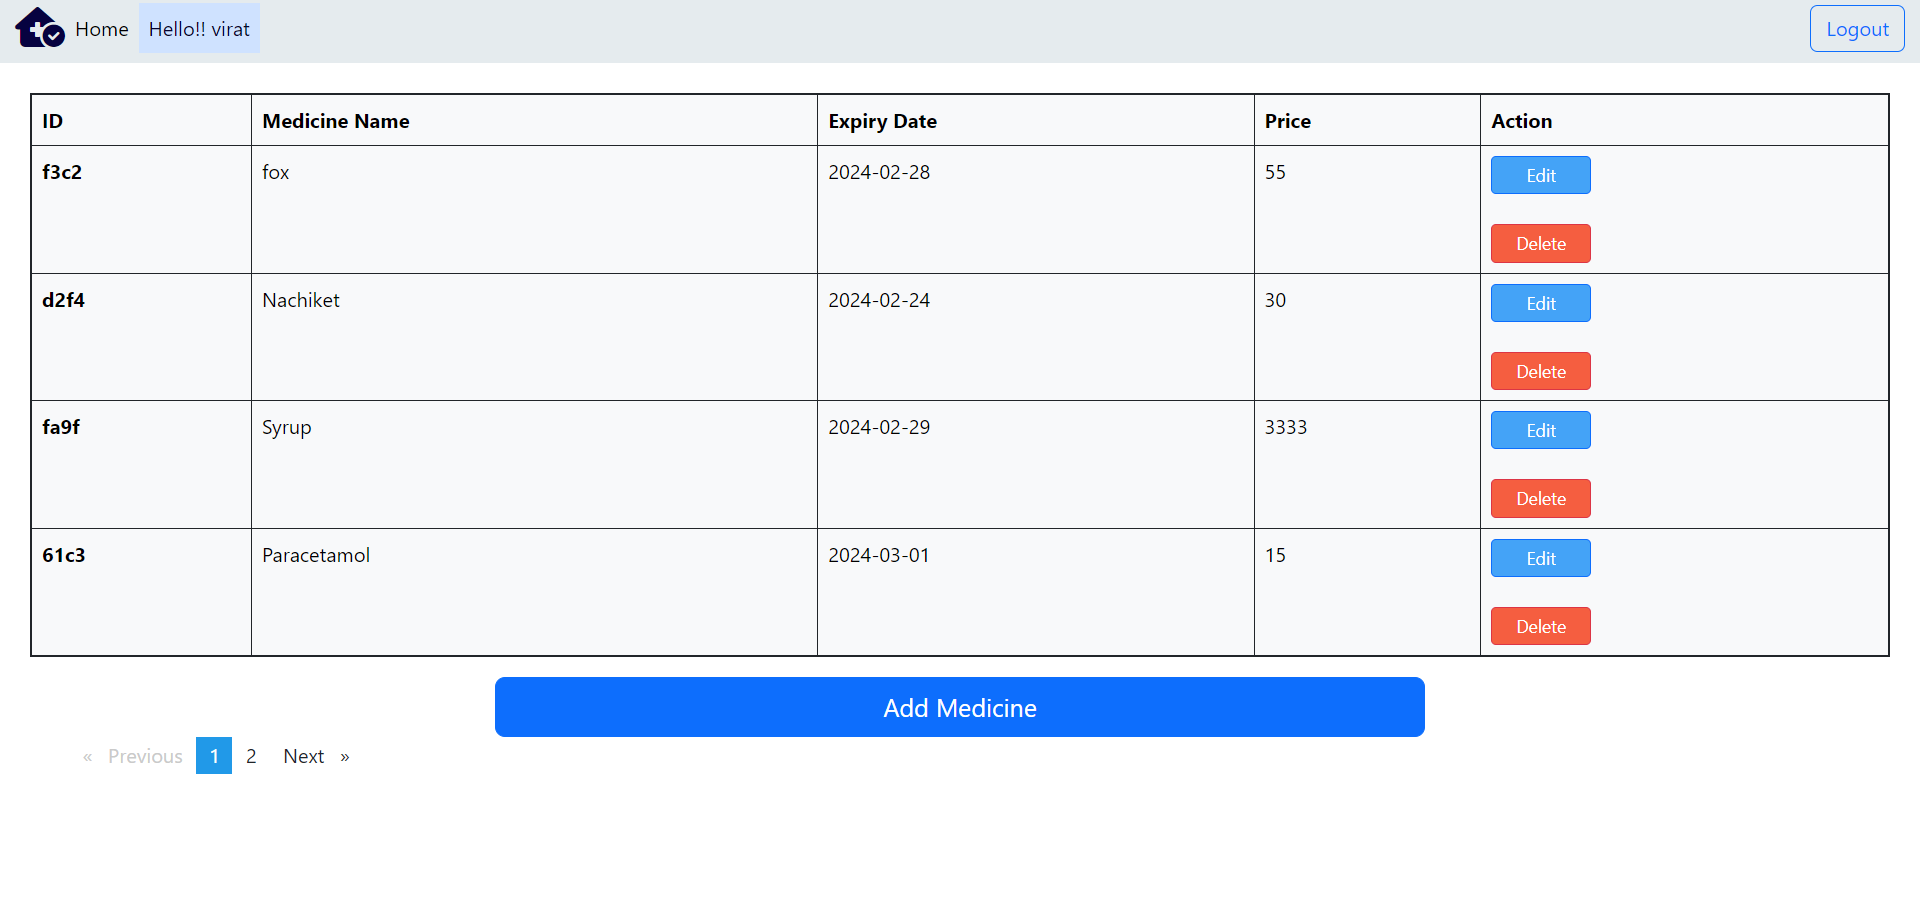 Home Hello!! virat Logout
ID Medicine Name Expiry Date Price Action
f3c2 fox 2024-02-28 55 Edit
Delete
d2f4 Nachiket 2024-02-24 30 Edit
Delete
fa9f Syrup 2024-02-29 3333 Edit
Delete
61c3 Paracetamol 2024-03-01 15 Edit
Delete
Add Medicine
« Previous 1 2 Next »